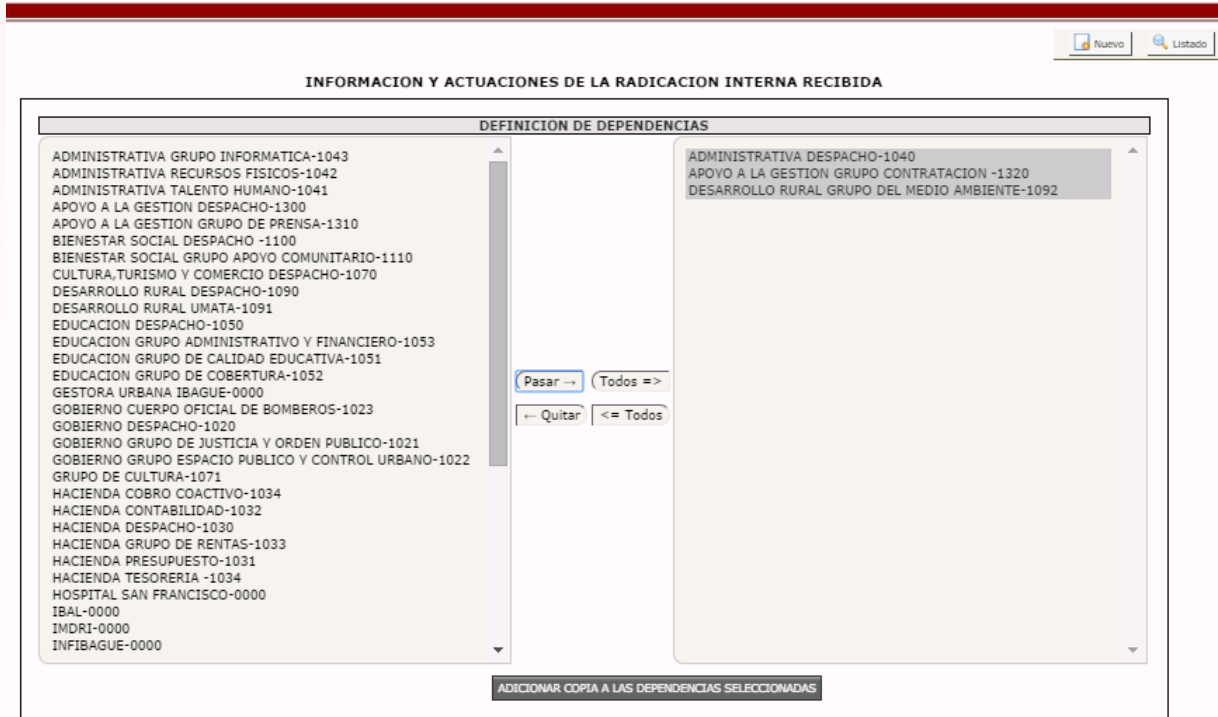 Nuevo
Listado
INFORMACION Y ACTUACIONES DE LA RADICACION INTERNA RECIBIDA
DEFINICION DE DEPENDENCIAS
ADMINISTRATIVA GRUPO INFORMATICA-1043
ADMINISTRATIVA RECURSOS FISICOS-1042
ADMINISTRATIVA TALENTO HUMANO-1041
APOYO A LA GESTION DESPACHO-1300
APOYO A LA GESTION GRUPO DE PRENSA-1310
BIENESTAR SOCIAL DESPACHO -1100
BIENESTAR SOCIAL GRUPO APOYO COMUNITARIO-1110
CULTURA,TURISMO Y COMERCIO DESPACHO-1070
DESARROLLO RURAL DESPACHO-1090
DESARROLLO RURAL UMATA-1091
EDUCACION DESPACHO-1050
EDUCACION GRUPO ADMINISTRATIVO Y FINANCIERO-1053
EDUCACION GRUPO DE CALIDAD EDUCATIVA-1051
EDUCACION GRUPO DE COBERTURA-1052
GESTORA URBANA IBAGUE-0000
GOBIERNO CUERPO OFICIAL DE BOMBEROS-1023
GOBIERNO DESPACHO-1020
GOBIERNO GRUPO DE JUSTICIA Y ORDEN PUBLICO-1021
GOBIERNO GRUPO ESPACIO PUBLICO Y CONTROL URBANO-1022
GRUPO DE CULTURA-1071
HACIENDA COBRO COACTIVO-1034
HACIENDA CONTABILIDAD-1032
HACIENDA DESPACHO-1030
HACIENDA GRUPO DE RENTAS-1033
HACIENDA PRESUPUESTO-1031
HACIENDA TESORERIA -1034
HOSPITAL SAN FRANCISCO-0000
IBAL-0000
IMDRI-0000
INFIBAGUE-0000
Pasar →
Todos =>
← Quitar
<= Todos
ADMINISTRATIVA DESPACHO-1040
APOYO A LA GESTION GRUPO CONTRATACION -1320
DESARROLLO RURAL GRUPO DEL MEDIO AMBIENTE-1092
ADICIONAR COPIA A LAS DEPENDENCIAS SELECCIONADAS